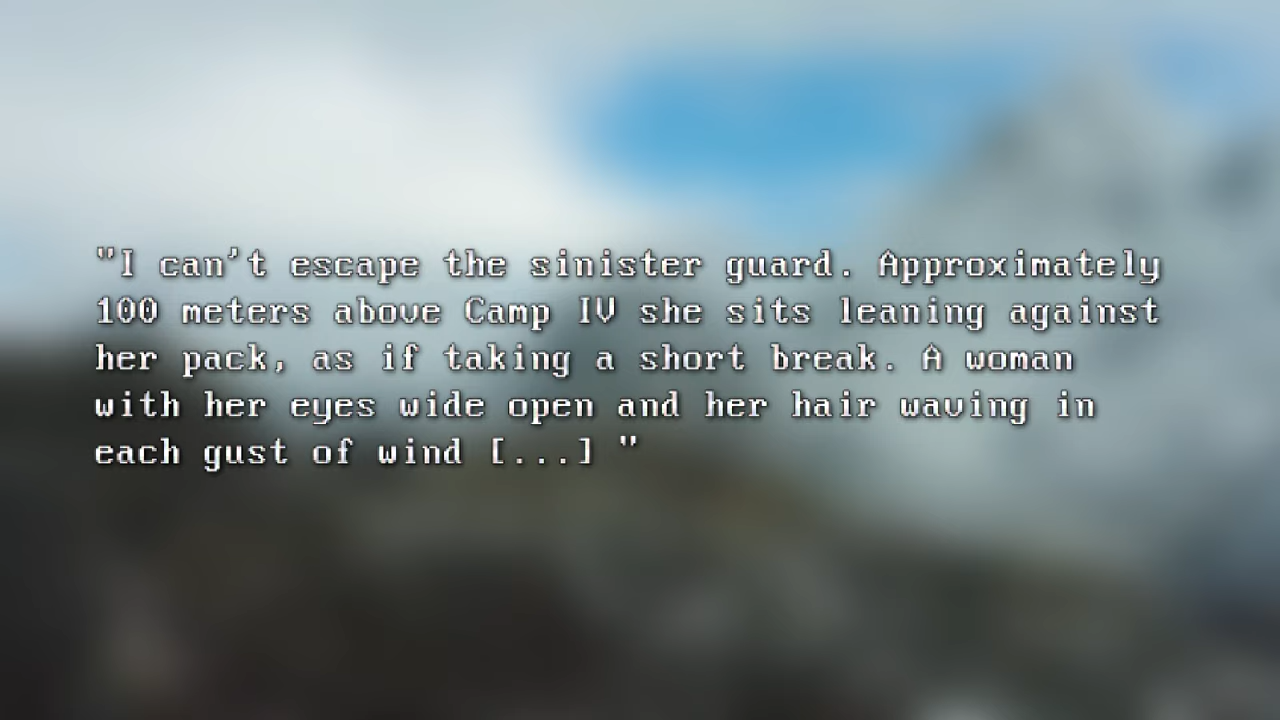 "I can't escape the sinister guard. Approximately
100 meters above Camp IV she sits leaning against
her pack, as if taking a short break. A woman
with her eyes wide open and her hair waving in
each gust of wind [...] "